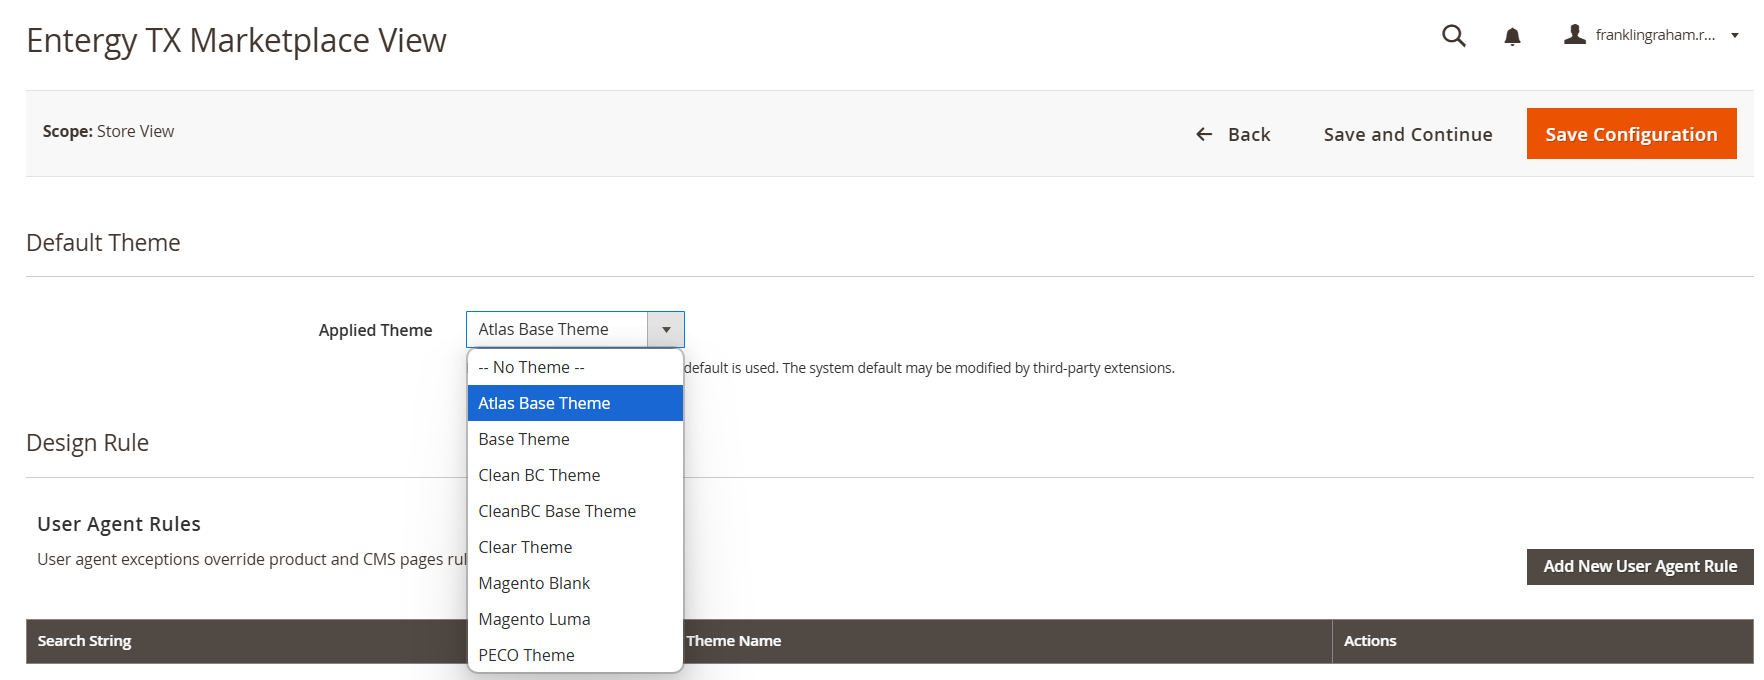 Entergy TX Marketplace View
franklingraham.r...
Scope: Store View
Back
Save and Continue
Save Configuration
Default Theme
Applied Theme
Atlas Base Theme
-- No Theme --
default is used. The system default may be modified by third-party extensions.
Atlas Base Theme
Base Theme
Clean BC Theme
CleanBC Base Theme
Clear Theme
Magento Blank
Magento Luma
PECO Theme
Design Rule
User Agent Rules
User agent exceptions override product and CMS pages rul
Add New User Agent Rule
Search String
Theme Name
Actions